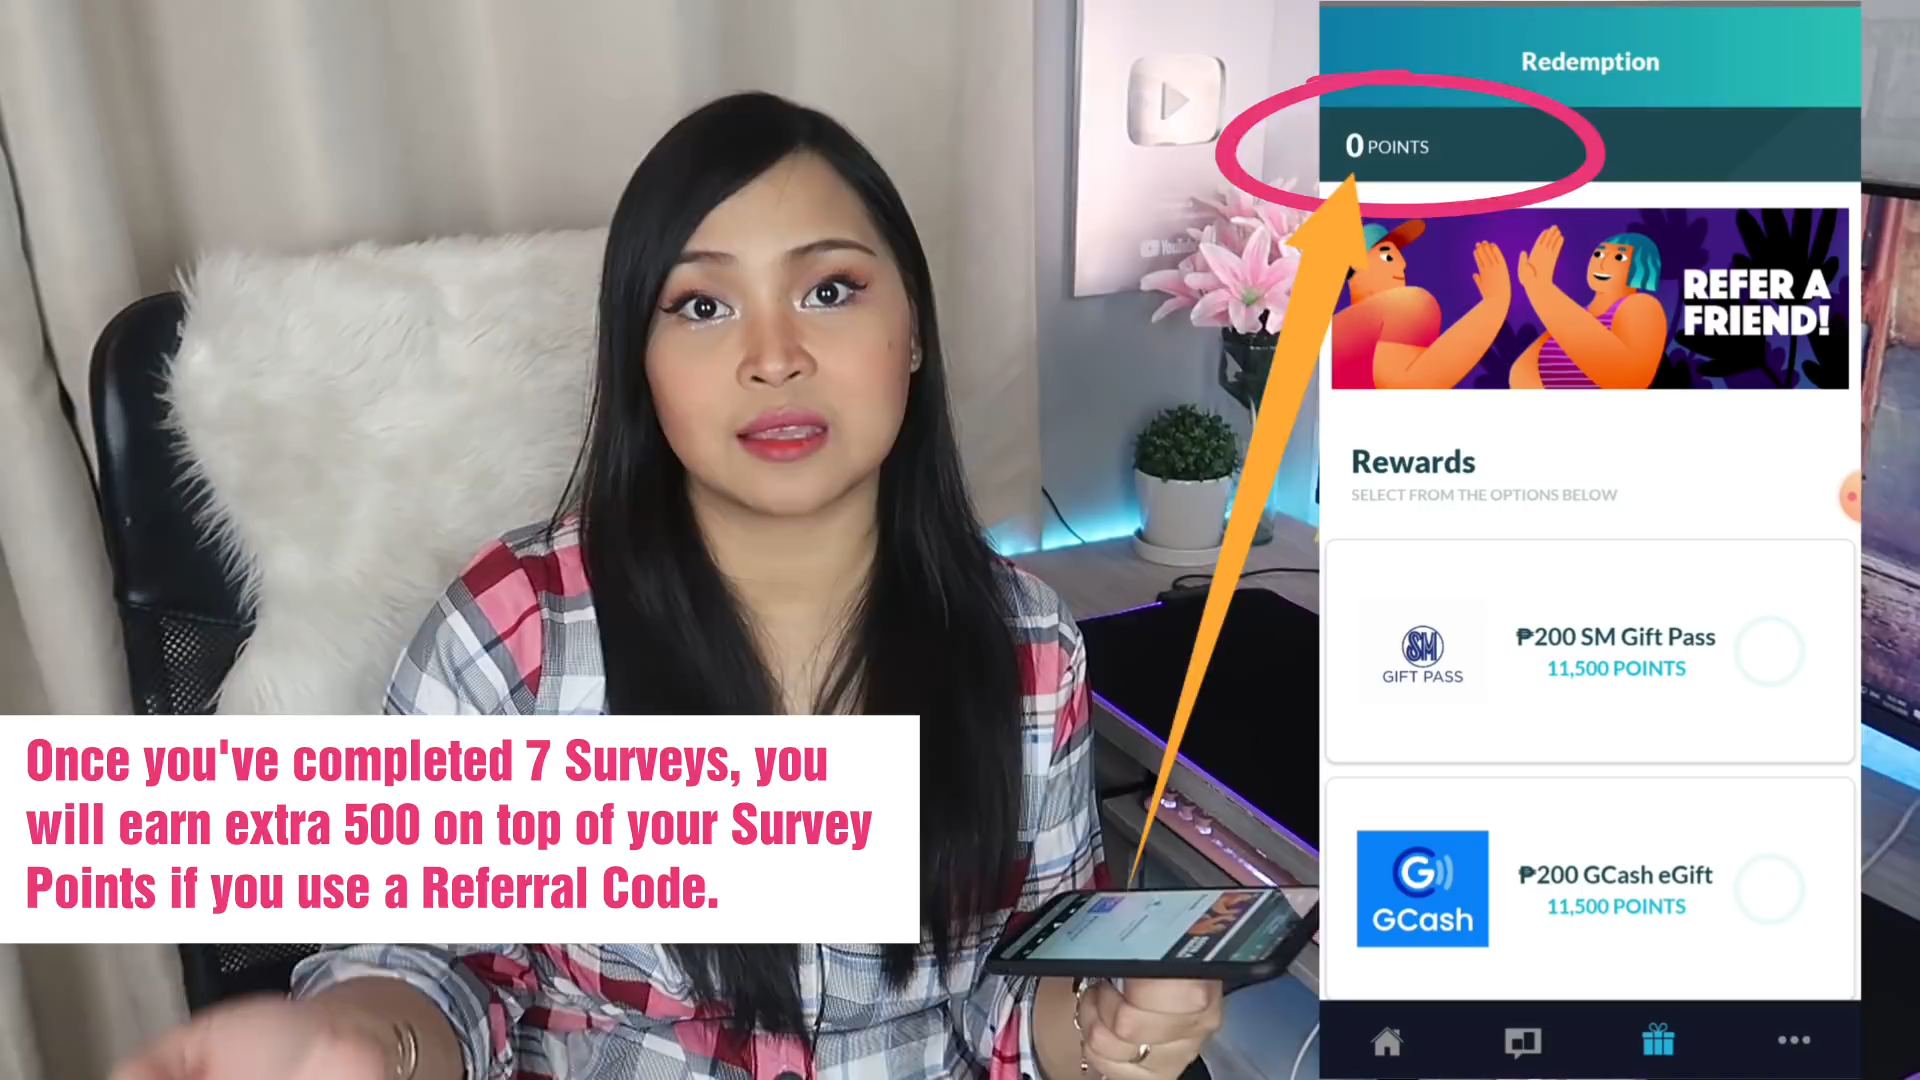 Redemption
0 POINTS
REFER A
FRIEND!
Rewards
SELECT FROM THE OPTIONS BELOW
SM
GIFT PASS
₱200 SM Gift Pass
11,500 POINTS
G
GCash
₱200 GCash eGift
11,500 POINTS
Once you've completed 7 Surveys, you
will earn extra 500 on top of your Survey
Points if you use a Referral Code.
YouTube